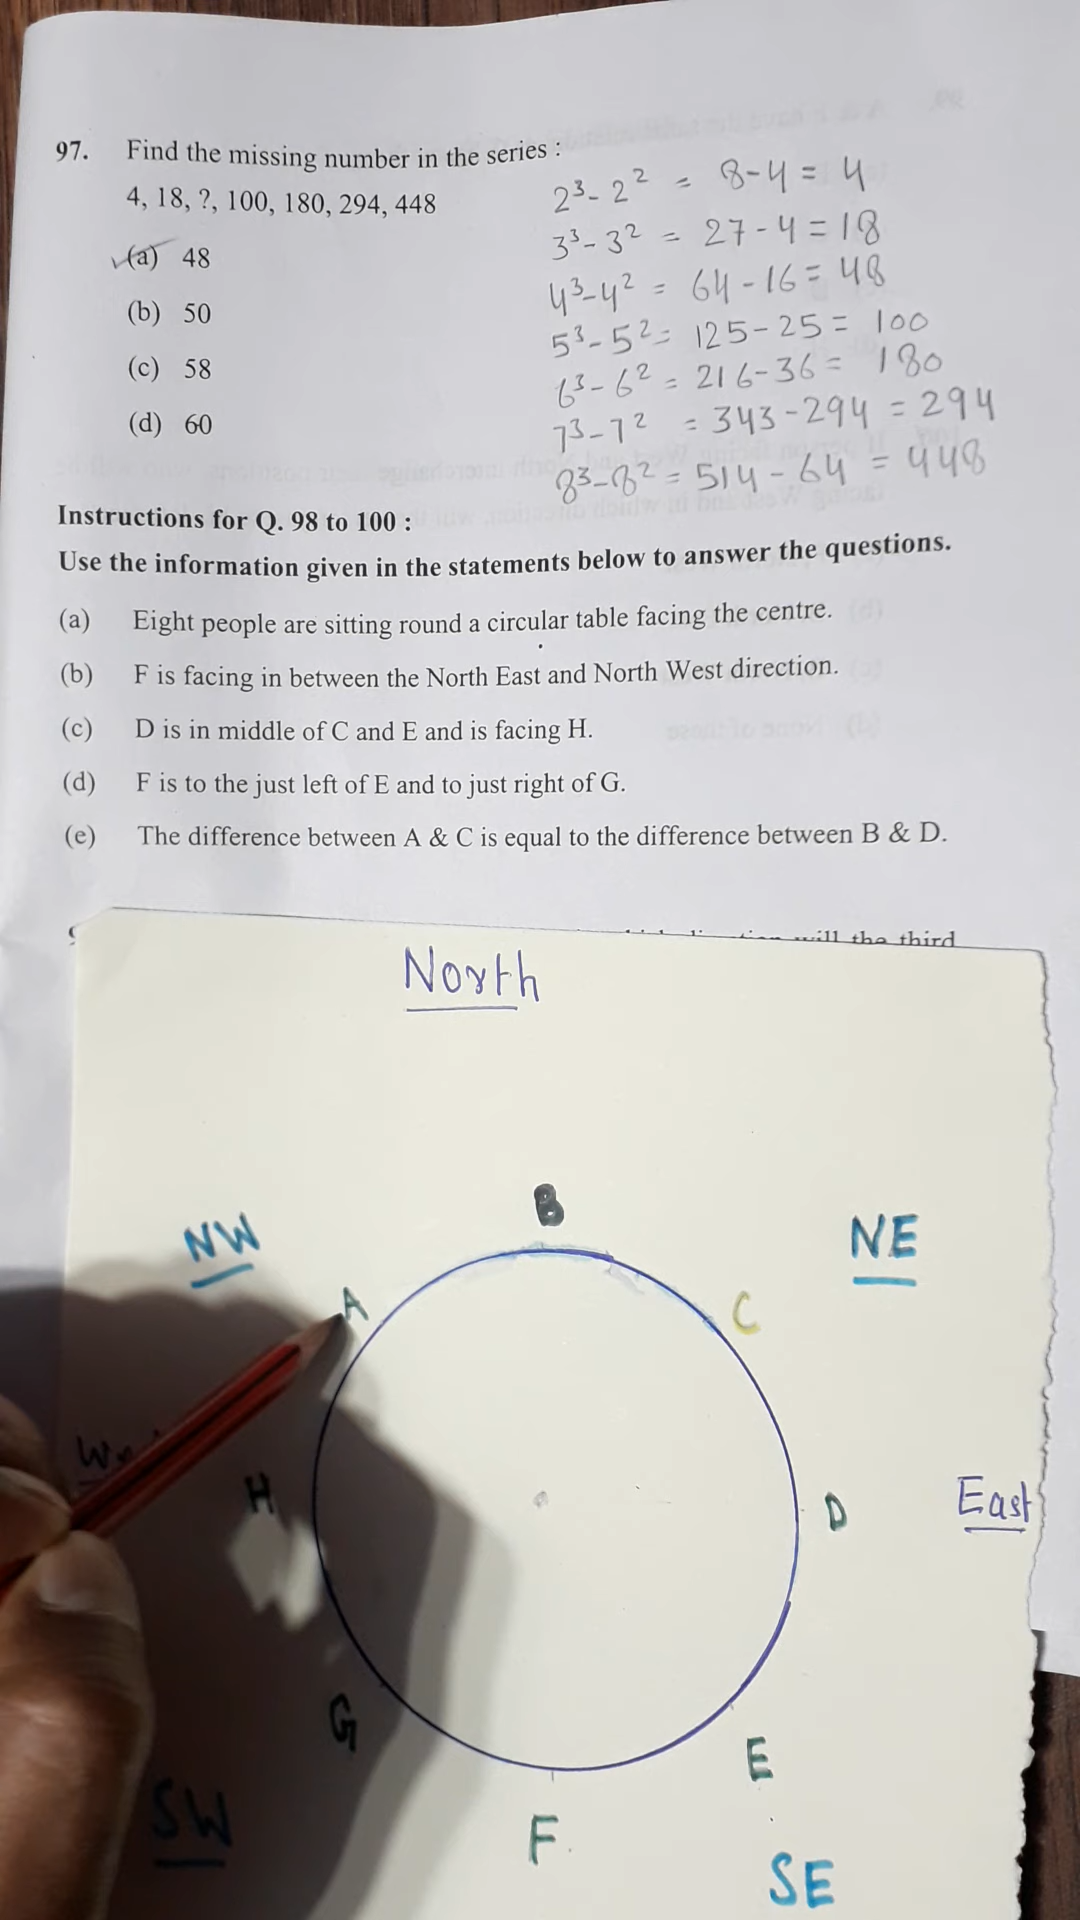 97. Find the missing number in the series :
4, 18, ?, 100, 180, 294, 448
(a) 48
(b) 50
(c) 58
(d) 60
2³ - 2² = 8 - 4 = 4
3³ - 3² = 27 - 4 = 18
4³ - 4² = 64 - 16 = 48
5³ - 5² = 125 - 25 = 100
6³ - 6² = 216 - 36 = 180
7³ - 7² = 343 - 294 = 294
8³ - 8² = 514 - 64 = 448
Instructions for Q. 98 to 100 :
Use the information given in the statements below to answer the questions.
(a) Eight people are sitting round a circular table facing the centre.
(b) F is facing in between the North East and North West direction.
(c) D is in middle of C and E and is facing H.
(d) F is to the just left of E and to just right of G.
(e) The difference between A & C is equal to the difference between B & D.
will the third
North
B
NW
NE
A
C
H
D
East
G
E
SW
F
SE